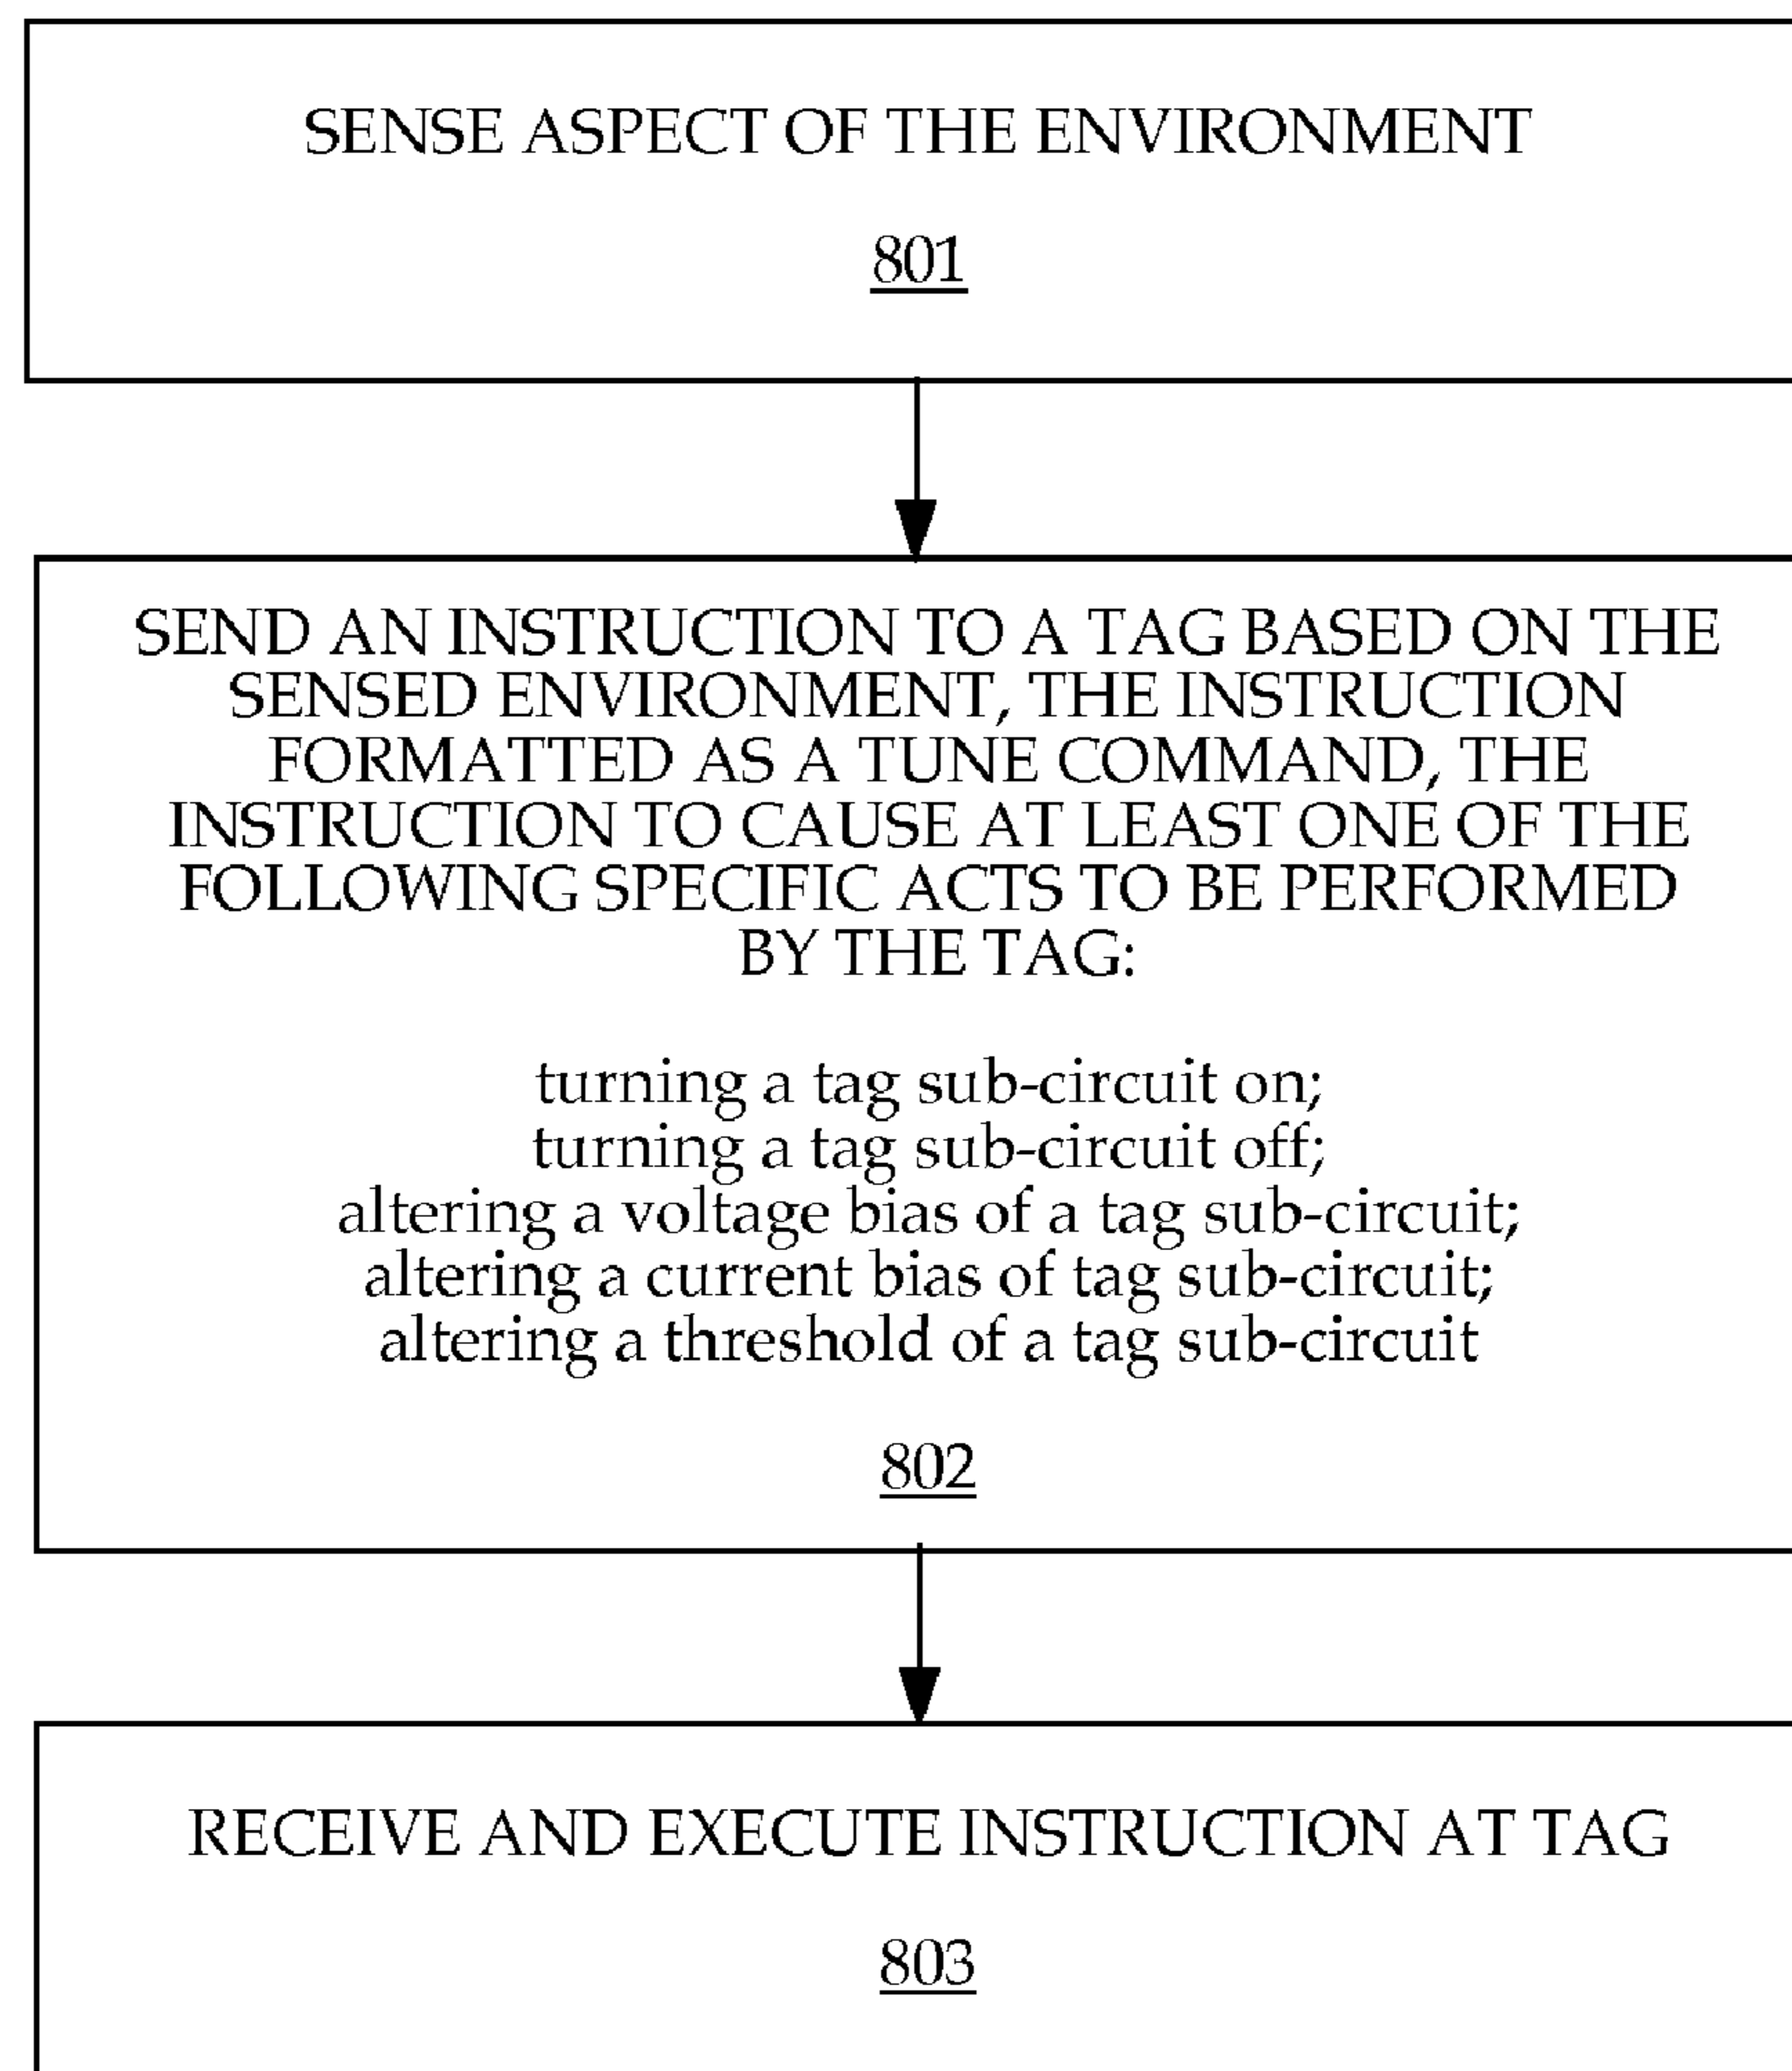 SENSE ASPECT OF THE ENVIRONMENT
801
SEND AN INSTRUCTION TO A TAG BASED ON THE
SENSED ENVIRONMENT, THE INSTRUCTION
FORMATTED AS A TUNE COMMAND, THE
INSTRUCTION TO CAUSE AT LEAST ONE OF THE
FOLLOWING SPECIFIC ACTS TO BE PERFORMED
BY THE TAG:
turning a tag sub-circuit on;
turning a tag sub-circuit off;
altering a voltage bias of a tag sub-circuit;
altering a current bias of tag sub-circuit;
altering a threshold of a tag sub-circuit
802
RECEIVE AND EXECUTE INSTRUCTION AT TAG
803